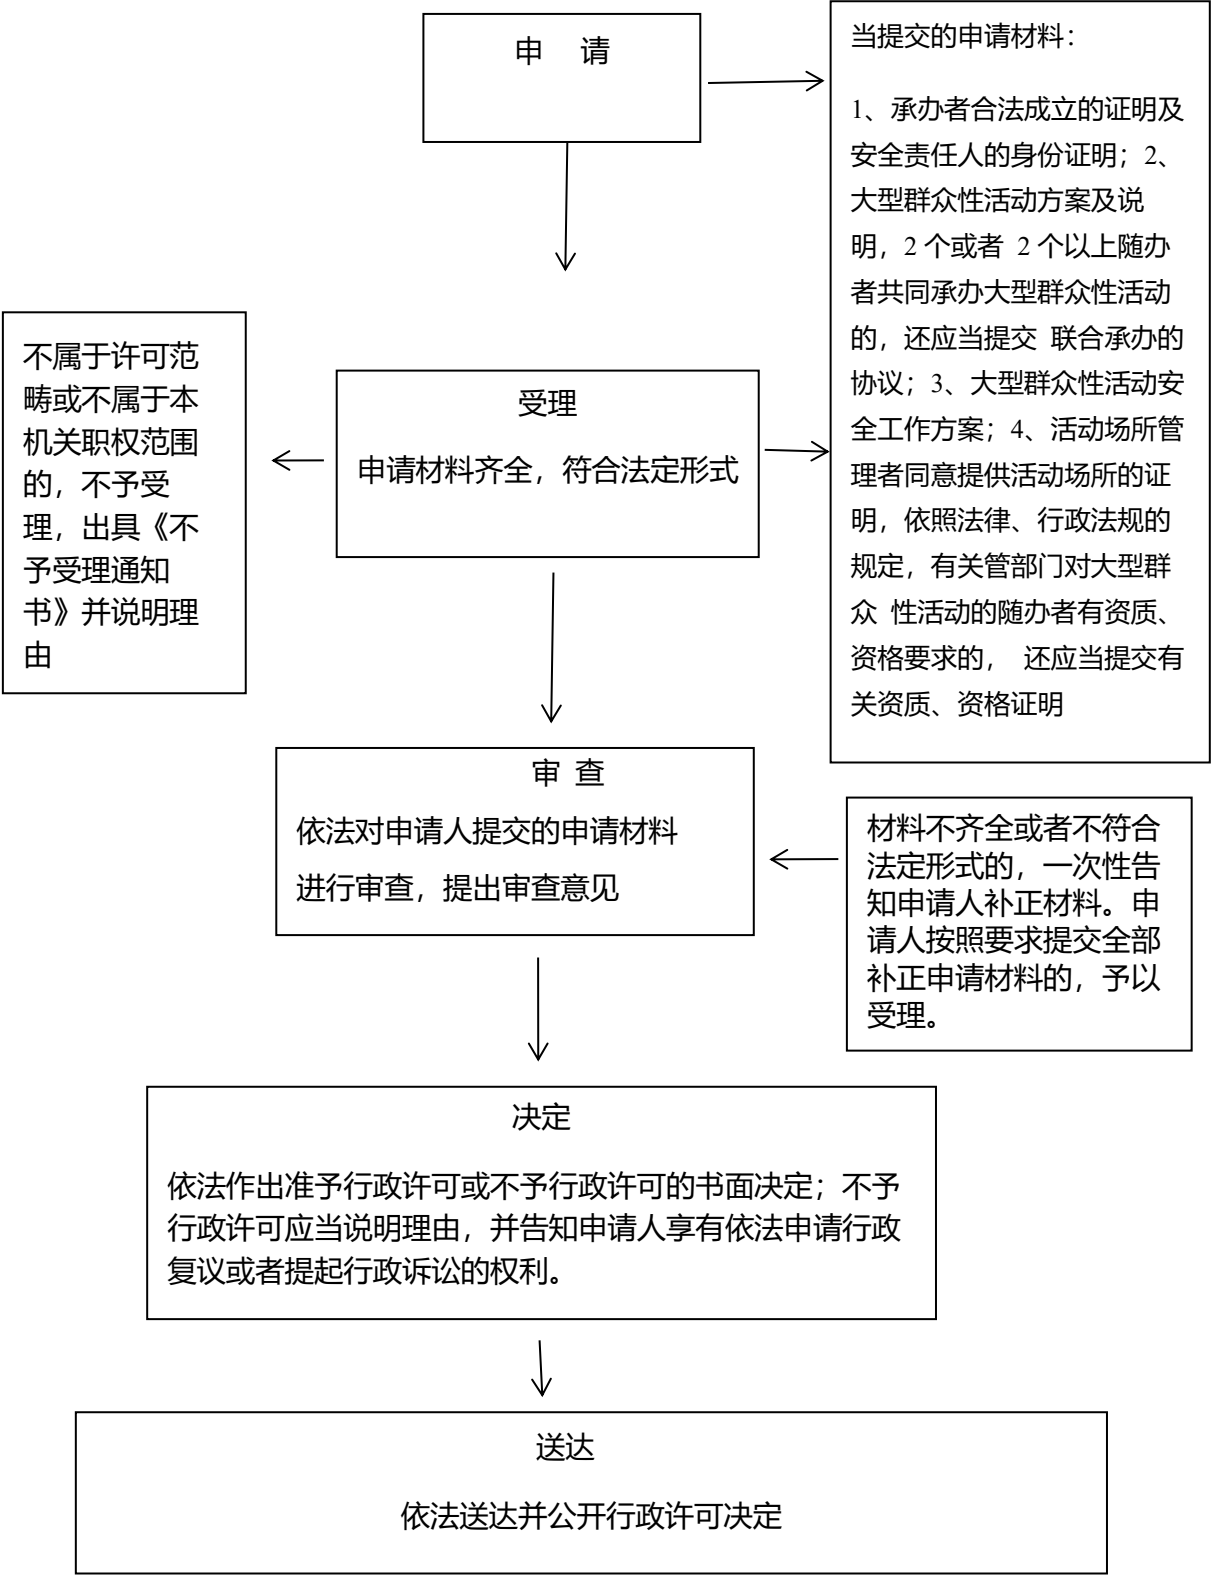 申 请
当提交的申请材料：
1、承办者合法成立的证明及
安全责任人的身份证明；2、
大型群众性活动方案及说
明，2 个或者 2 个以上随办
者共同承办大型群众性活动
的，还应当提交 联合承办的
协议；3、大型群众性活动安
全工作方案；4、活动场所管
理者同意提供活动场所的证
明，依照法律、行政法规的
规定，有关管部门对大型群
众 性活动的随办者有资质、
资格要求的， 还应当提交有
关资质、资格证明
不属于许可范
畴或不属于本
机关职权范围
的，不予受
理，出具《不
予受理通知
书》并说明理
由
受理
申请材料齐全，符合法定形式
审 查
依法对申请人提交的申请材料
进行审查，提出审查意见
材料不齐全或者不符合
法定形式的，一次性告
知申请人补正材料。申
请人按照要求提交全部
补正申请材料的，予以
受理。
决定
依法作出准予行政许可或不予行政许可的书面决定；不予
行政许可应当说明理由，并告知申请人享有依法申请行政
复议或者提起行政诉讼的权利。
送达
依法送达并公开行政许可决定